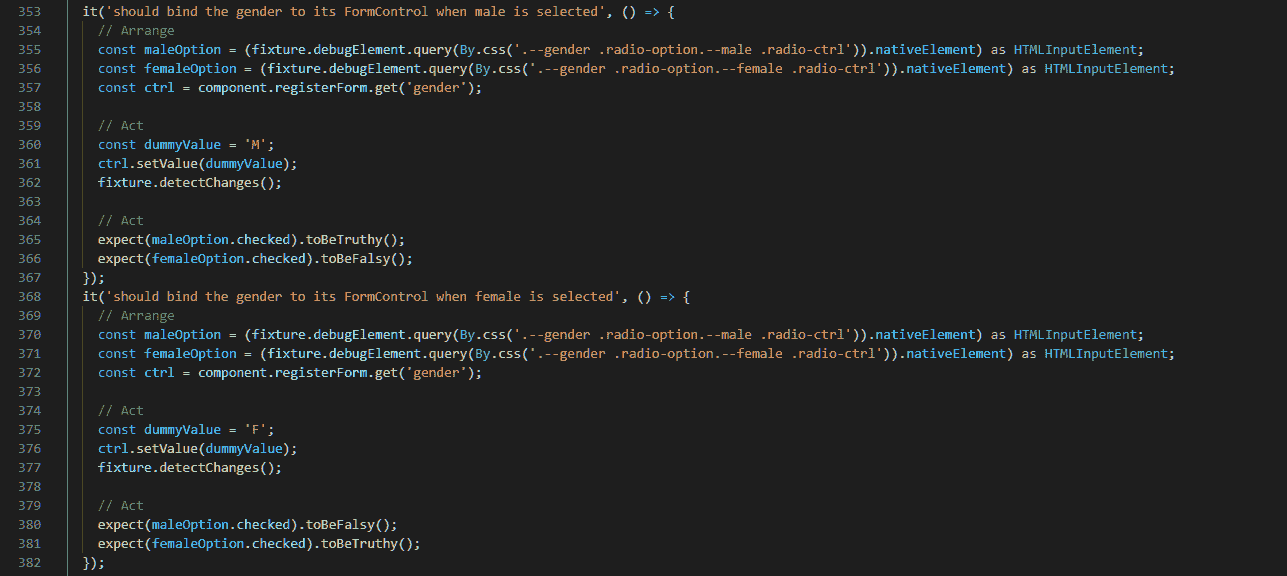 353 it('should bind the gender to its FormControl when male is selected', () => {
354 // Arrange
355 const maleOption = (fixture.debugElement.query(By.css('.--gender .radio-option.--male .radio-ctrl')).nativeElement) as HTMLInputElement;
356 const femaleOption = (fixture.debugElement.query(By.css('.--gender .radio-option.--female .radio-ctrl')).nativeElement) as HTMLInputElement;
357 const ctrl = component.registerForm.get('gender');
358
359 // Act
360 const dummyValue = 'M';
361 ctrl.setValue(dummyValue);
362 fixture.detectChanges();
363
364 // Act
365 expect(maleOption.checked).toBeTruthy();
366 expect(femaleOption.checked).toBeFalsy();
367 });
368 it('should bind the gender to its FormControl when female is selected', () => {
369 // Arrange
370 const maleOption = (fixture.debugElement.query(By.css('.--gender .radio-option.--male .radio-ctrl')).nativeElement) as HTMLInputElement;
371 const femaleOption = (fixture.debugElement.query(By.css('.--gender .radio-option.--female .radio-ctrl')).nativeElement) as HTMLInputElement;
372 const ctrl = component.registerForm.get('gender');
373
374 // Act
375 const dummyValue = 'F';
376 ctrl.setValue(dummyValue);
377 fixture.detectChanges();
378
379 // Act
380 expect(maleOption.checked).toBeFalsy();
381 expect(femaleOption.checked).toBeTruthy();
382 });